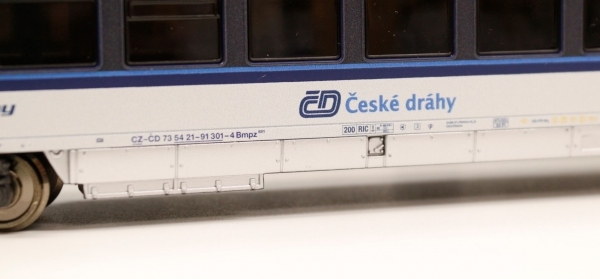 ČD České dráhy
CZ-ČD 73 54 21-91 301-4 Bmpz
200 RIC